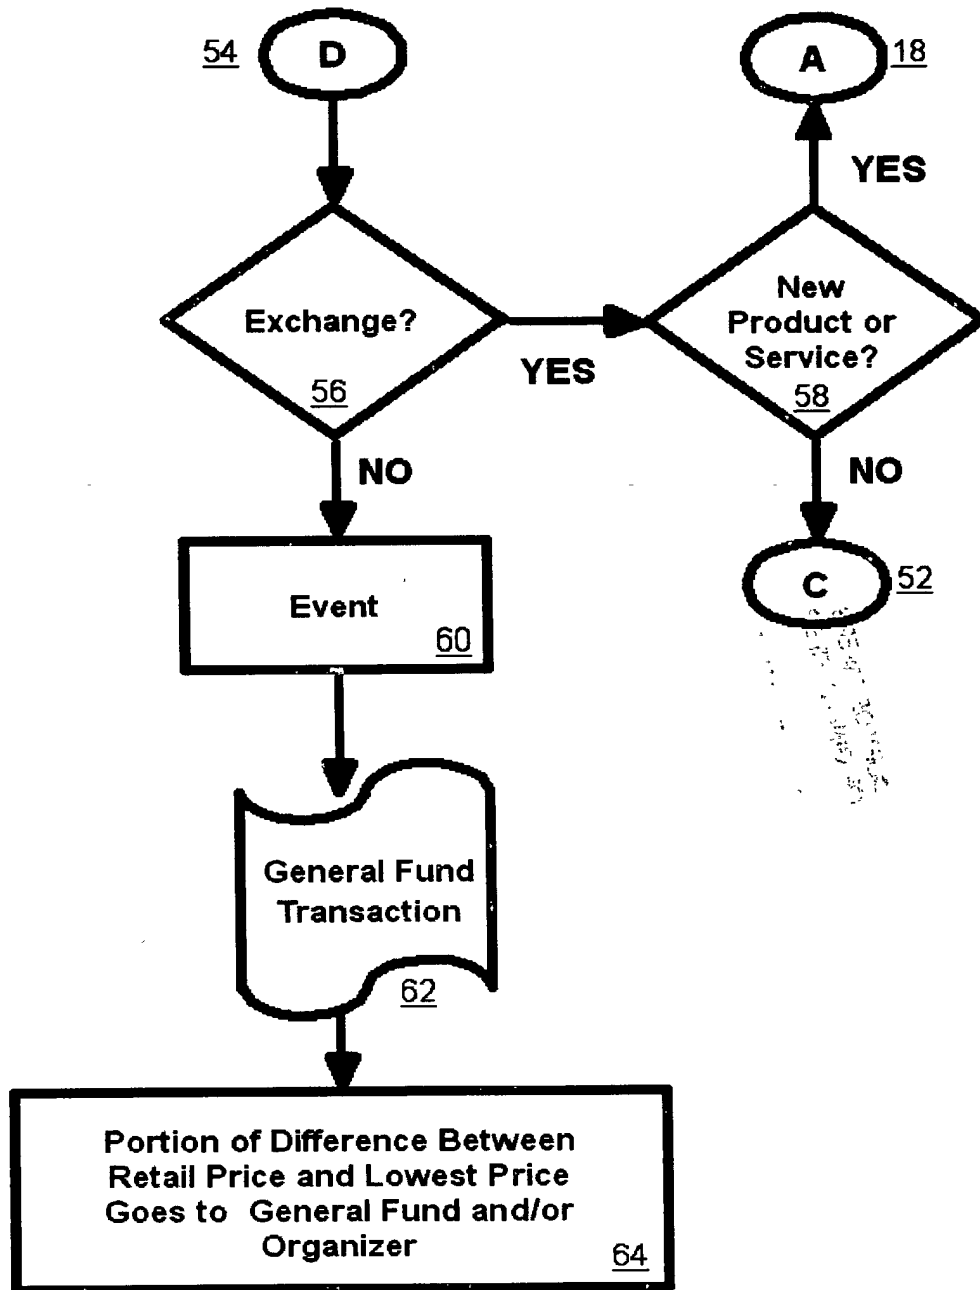 54
D
A
18
YES
Exchange?
56
YES
New
Product or
Service?
58
NO
NO
C
52
Event
60
General Fund
Transaction
62
Portion of Difference Between
Retail Price and Lowest Price
Goes to General Fund and/or
Organizer
64